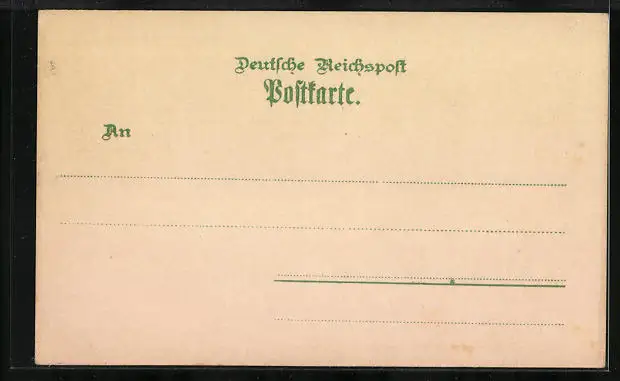 Deutsche Reichspost
Postkarte.
An